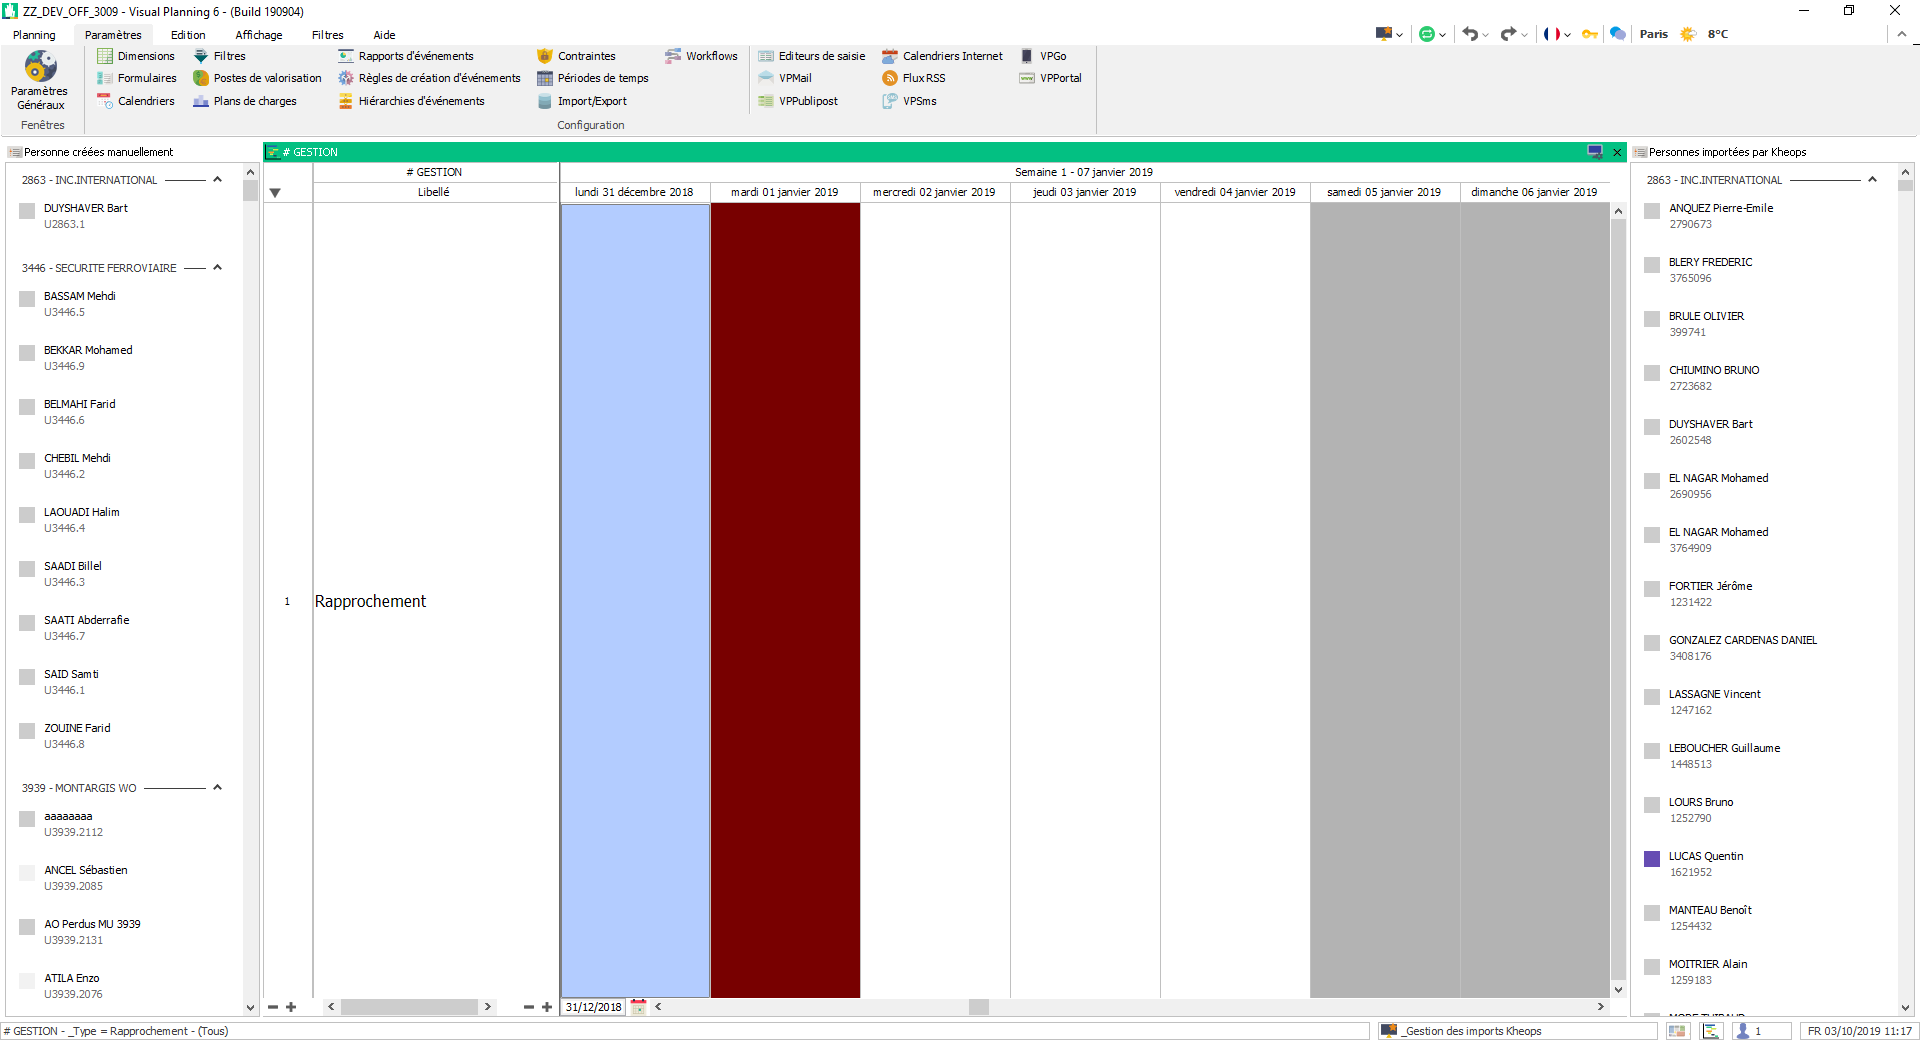 ZZ_DEV_OFF_3009 - Visual Planning 6 - (Build 190904)
Planning Paramètres Edition Affichage Filtres Aide
Paris 8°C
Paramètres
Généraux
Fenêtres
Dimensions Filtres Rapports d'événements Contraintes Workflows Editeurs de saisie Calendriers Internet VPGo
Formulaires Postes de valorisation Règles de création d'événements Périodes de temps VPMail Flux RSS VPPortal
Calendriers Plans de charges Hiérarchies d'événements Import/Export VPPublipost VPSms
Configuration
Personne créées manuellement
2863 - INC.INTERNATIONAL
DUYSHAVER Bart
U2863.1
3446 - SECURITE FERROVIAIRE
BASSAM Mehdi
U3446.5
BEKKAR Mohamed
U3446.9
BELMAHI Farid
U3446.6
CHEBIL Mehdi
U3446.2
LAOUADI Halim
U3446.4
SAADI Billel
U3446.3
SAATI Abderrafie
U3446.7
SAID Samti
U3446.1
ZOUINE Farid
U3446.8
3939 - MONTARGIS WO
aaaaaaaa
U3939.2112
ANCEL Sébastien
U3939.2085
AO Perdus MU 3939
U3939.2131
ATILA Enzo
U3939.2076
# GESTION
# GESTION
Libellé
Semaine 1 - 07 janvier 2019
lundi 31 décembre 2018 mardi 01 janvier 2019 mercredi 02 janvier 2019 jeudi 03 janvier 2019 vendredi 04 janvier 2019 samedi 05 janvier 2019 dimanche 06 janvier 2019
1 Rapprochement
31/12/2018
Personnes importées par Kheops
2863 - INC.INTERNATIONAL
ANQUEZ Pierre-Emile
2790673
BLERY FREDERIC
3765096
BRULE OLIVIER
399741
CHIUMINO BRUNO
2723682
DUYSHAVER Bart
2602548
EL NAGAR Mohamed
2690956
EL NAGAR Mohamed
3764909
FORTIER Jérôme
1231422
GONZALEZ CARDENAS DANIEL
3408176
LASSAGNE Vincent
1247162
LEBOUCHER Guillaume
1448513
LOURS Bruno
1252790
LUCAS Quentin
1621952
MANTEAU Benoît
1254432
MOITRIER Alain
1259183
# GESTION - _Type = Rapprochement - (Tous)
_Gestion des imports Kheops
1
FR 03/10/2019 11:17